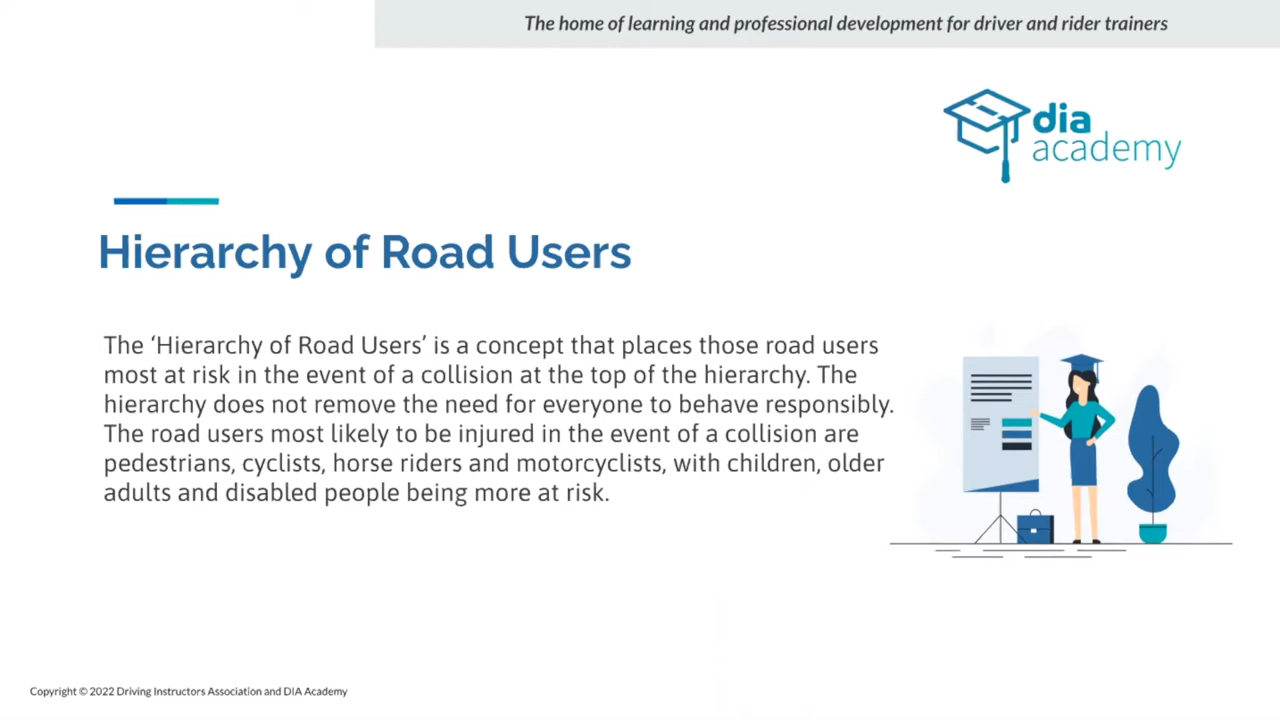 The home of learning and professional development for driver and rider trainers
dia
academy
Hierarchy of Road Users
The ‘Hierarchy of Road Users’ is a concept that places those road users
most at risk in the event of a collision at the top of the hierarchy. The
hierarchy does not remove the need for everyone to behave responsibly.
The road users most likely to be injured in the event of a collision are
pedestrians, cyclists, horse riders and motorcyclists, with children, older
adults and disabled people being more at risk.
Copyright © 2022 Driving Instructors Association and DIA Academy